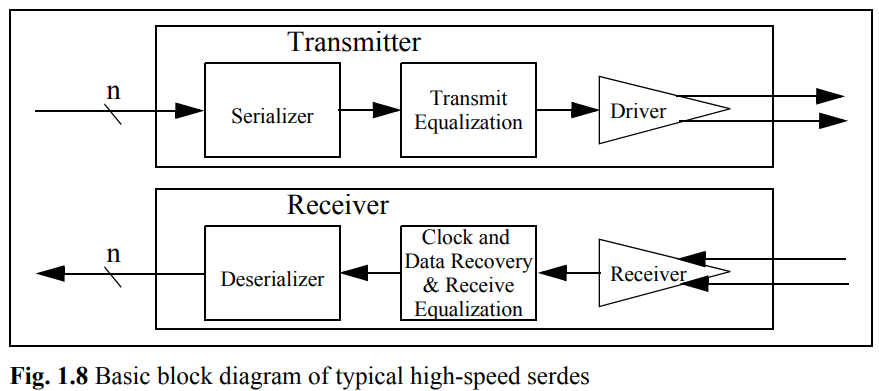 Transmitter
n
Serializer
Transmit
Equalization
Driver
Receiver
n
Deserializer
Clock and
Data Recovery
& Receive
Equalization
Receiver
Fig. 1.8 Basic block diagram of typical high-speed serdes